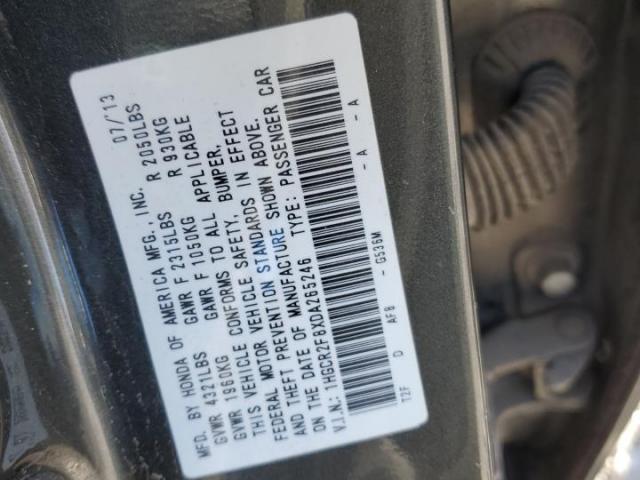 MFD. BY HONDA OF AMERICA MFG., INC. 07/'13
GVWR 4321LBS GAWR F 2315LBS R 2050LBS
GVWR 1960KG GAWR F 1050KG R 930KG
THIS VEHICLE CONFORMS TO ALL APPLICABLE
FEDERAL MOTOR VEHICLE SAFETY, BUMPER,
AND THEFT PREVENTION STANDARDS IN EFFECT
ON THE DATE OF MANUFACTURE SHOWN ABOVE.
V.I.N.: 1HGCR2F8XDA265246 TYPE: PASSENGER CAR
T2F D AF8 - G536M - A - A